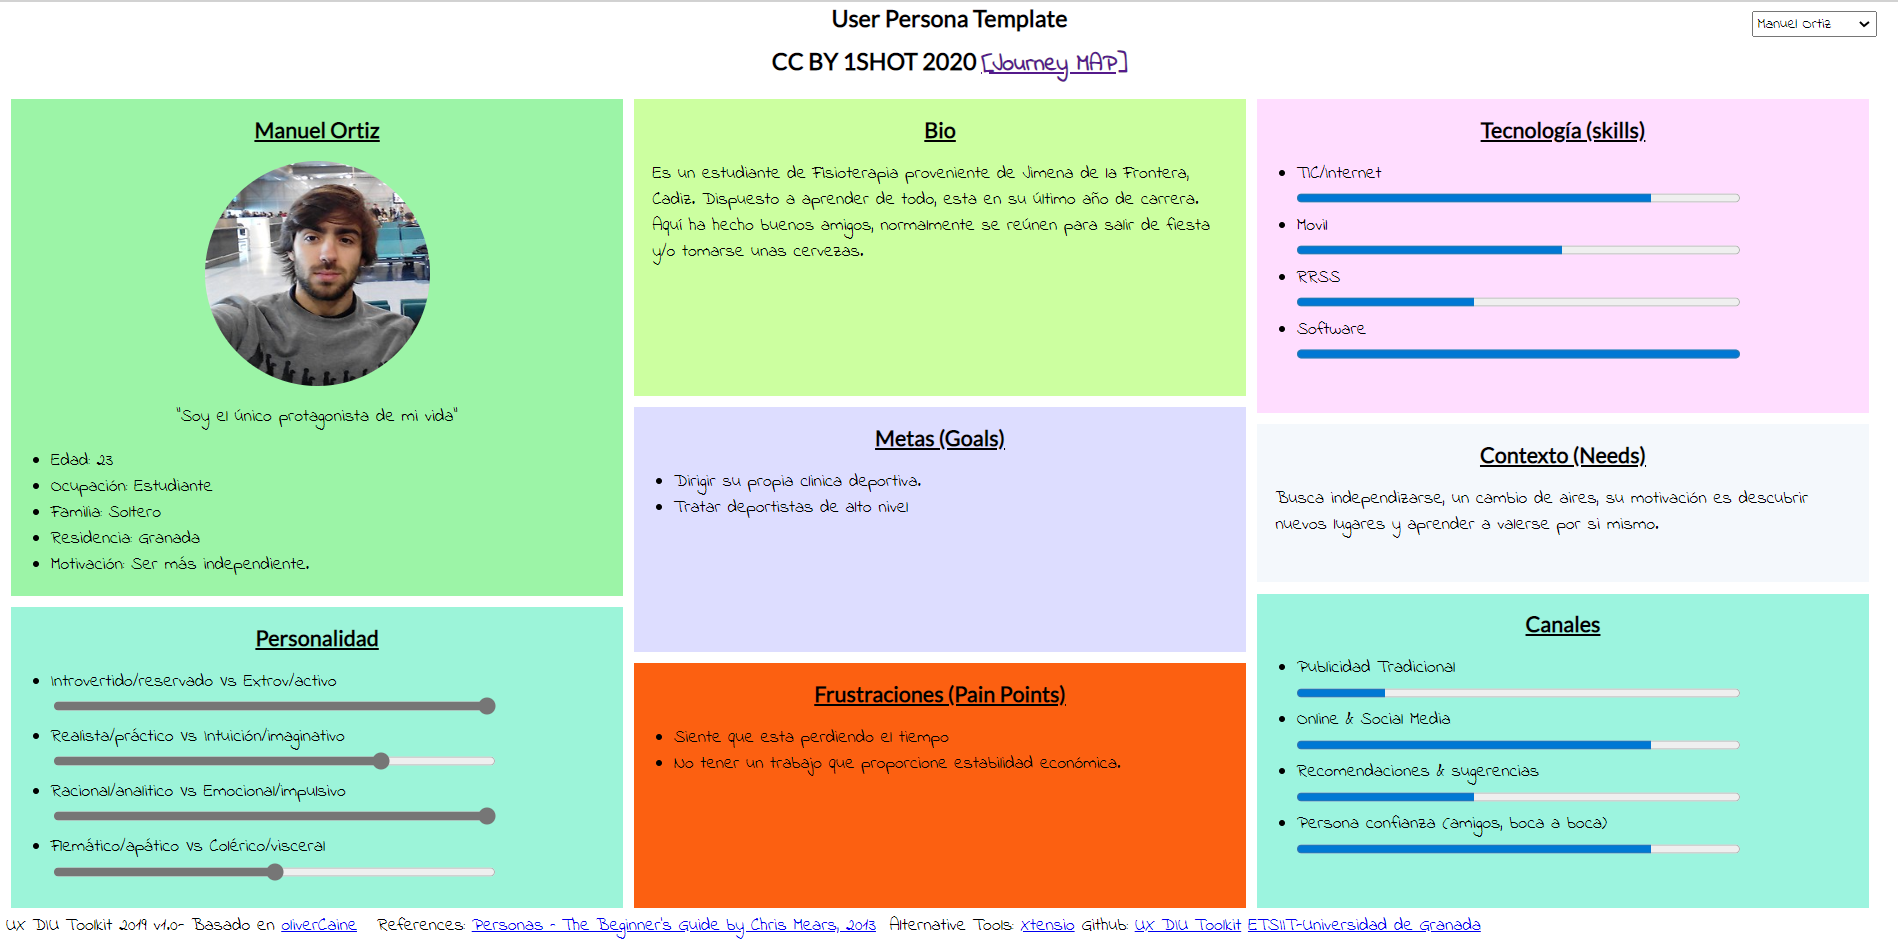 User Persona Template
Manuel Ortiz
CC BY 1SHOT 2020 [Journey MAP]
Manuel Ortiz
"Soy el único protagonista de mi vida"
Edad: 23
Ocupación: Estudiante
Familia: Soltero
Residencia: Granada
Motivación: Ser más independiente.
Personalidad
Introvertido/reservado Vs Extrov/activo
Realista/práctico Vs Intuición/imaginativo
Racional/analitico Vs Emocional/impulsivo
Flemático/apático Vs Colérico/visceral
Bio
Es un estudiante de Fisioterapia proveniente de Jimena de la Frontera,
Cadiz. Dispuesto a aprender de todo, esta en su último año de carrera.
Aquí ha hecho buenos amigos, normalmente se reúnen para salir de fiesta
y/o tomarse unas cervezas.
Metas (Goals)
Dirigir su propia clinica deportiva.
Tratar deportistas de alto nivel
Frustraciones (Pain Points)
Siente que esta perdiendo el tiempo
No tener un trabajo que proporcione estabilidad económica.
Tecnología (skills)
TIC/Internet
Movil
RRSS
Software
Contexto (Needs)
Busca independizarse, un cambio de aires, su motivación es descubrir
nuevos lugares y aprender a valerse por si mismo.
Canales
Publicidad Tradicional
Online & Social Media
Recomendaciones & sugerencias
Persona confianza (amigos, boca a boca)
UX DIU Toolkit 2019 v1.0- Basado en oliverCaine References: Personas - The Beginner's Guide by Chris Mears, 2013 Alternative Tools: Xtensio Github: UX DIU Toolkit ETSIIT-Universidad de Granada